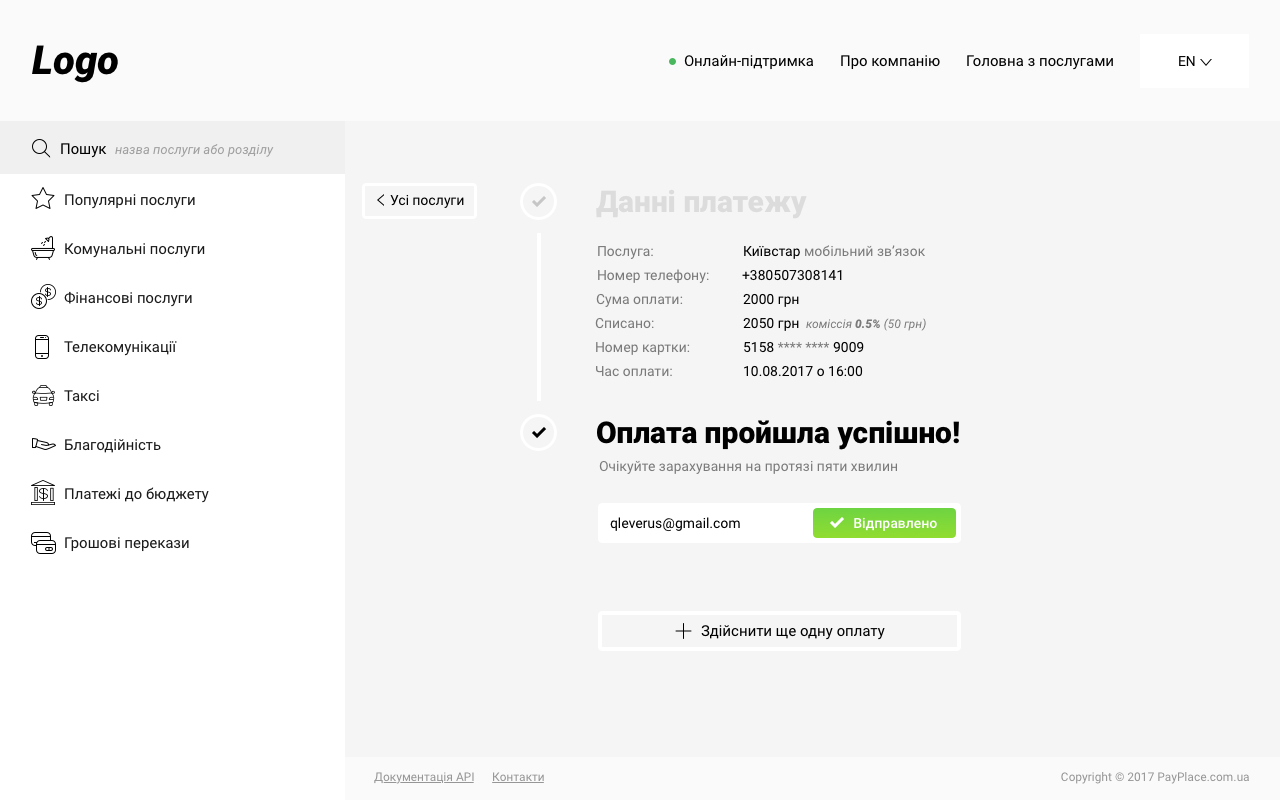 Logo
Онлайн-підтримка Про компанію Головна з послугами EN
Пошук назва послуги або розділу
Популярні послуги
Комунальні послуги
Фінансові послуги
Телекомунікації
Таксі
Благодійність
Платежі до бюджету
Грошові перекази
Усі послуги
Данні платежу
Послуга: Київстар мобільний зв’язок
Номер телефону: +380507308141
Сума оплати: 2000 грн
Списано: 2050 грн коміссія 0.5% (50 грн)
Номер картки: 5158 **** **** 9009
Час оплати: 10.08.2017 о 16:00
Оплата пройшла успішно!
Очікуйте зарахування на протязі пяти хвилин
qleverus@gmail.com Відправлено
Здійснити ще одну оплату
Документація API Контакти Copyright © 2017 PayPlace.com.ua